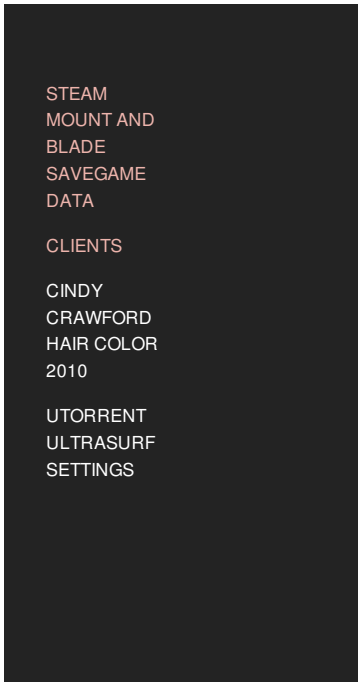 STEAM
MOUNT AND
BLADE
SAVEGAME
DATA
CLIENTS
CINDY
CRAWFORD
HAIR COLOR
2010
UTORRENT
ULTRASURF
SETTINGS